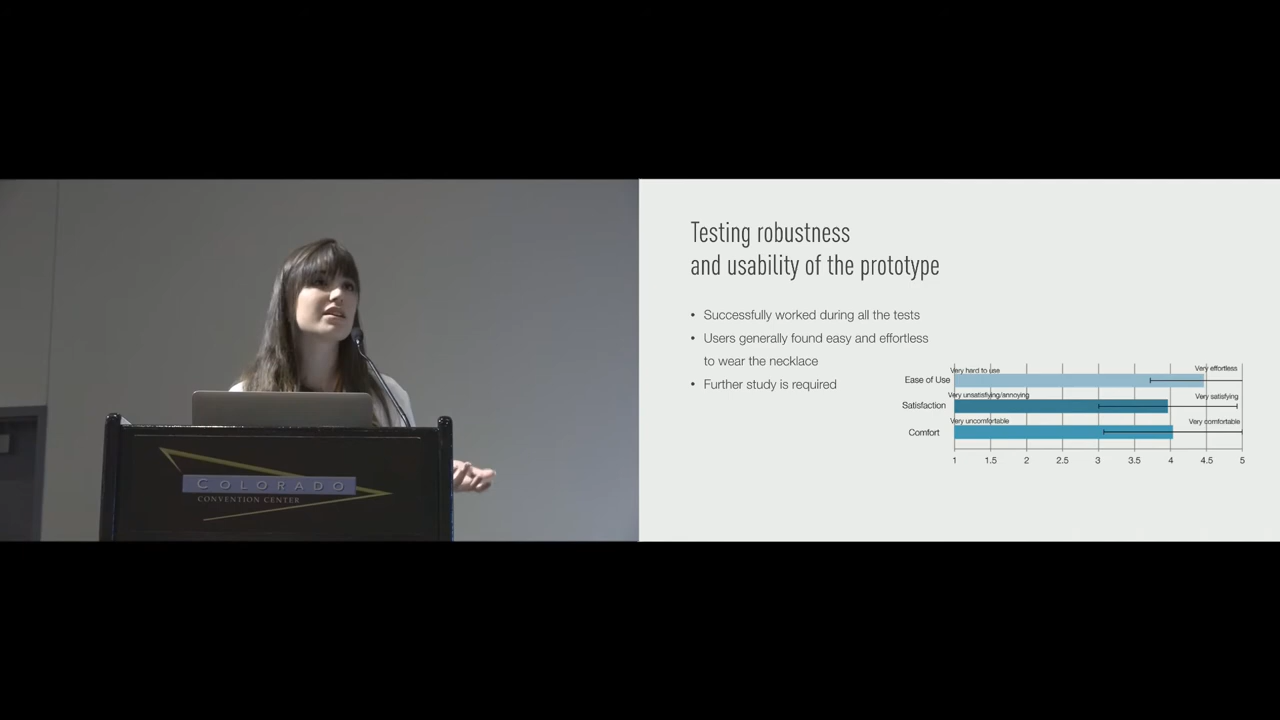 COLORADO
CONVENTION CENTER
Testing robustness
and usability of the prototype
• Successfully worked during all the tests
• Users generally found easy and effortless
to wear the necklace
• Further study is required
Very hard to use
Very effortless
Ease of Use
Very unsatisfying/annoying
Very satisfying
Satisfaction
Very uncomfortable
Very comfortable
Comfort
1 1.5 2 2.5 3 3.5 4 4.5 5